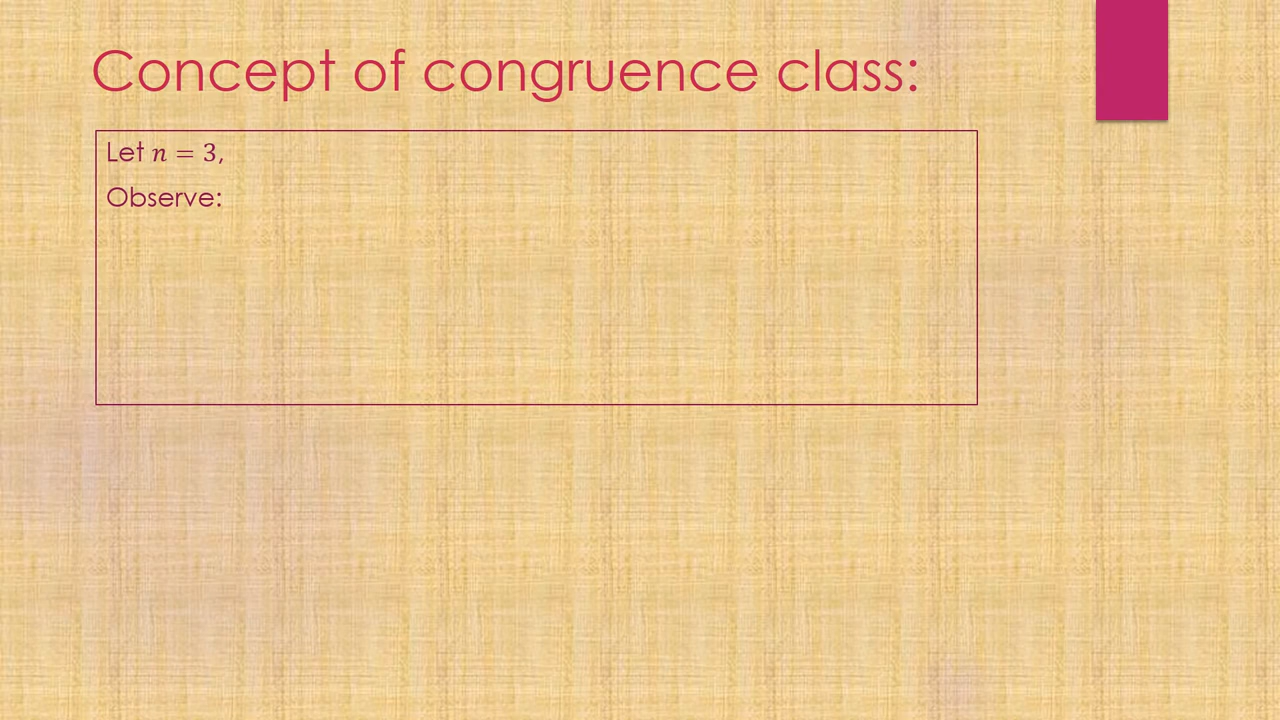 Concept of congruence class:
Let n = 3,
Observe: